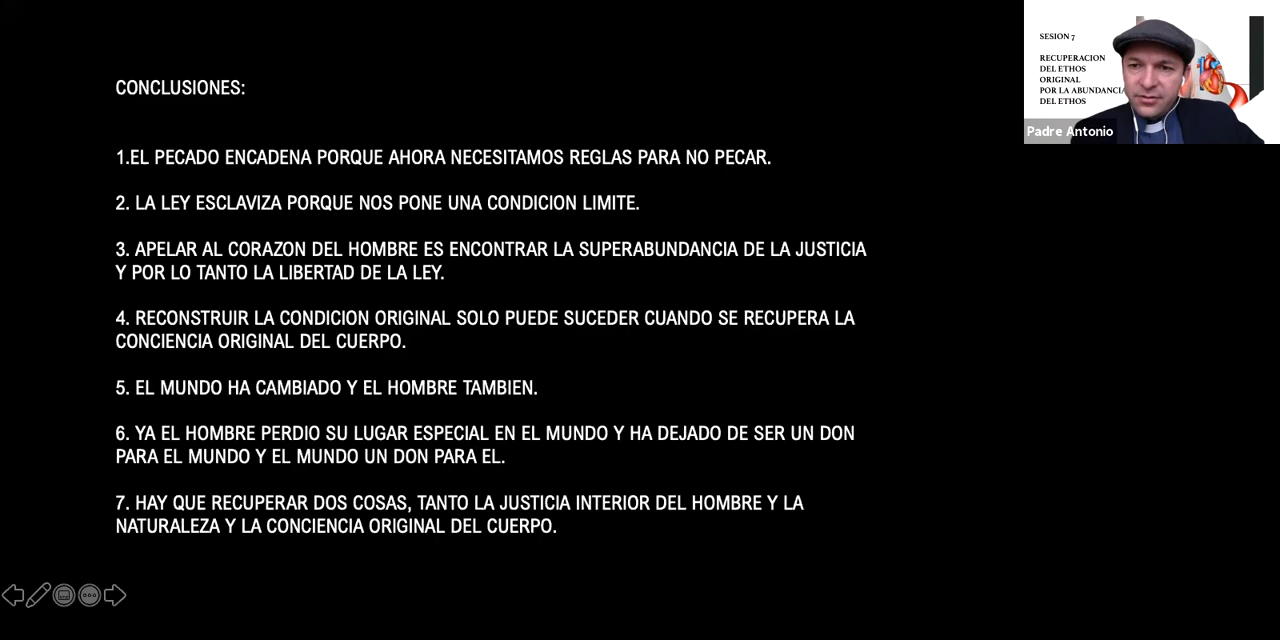 CONCLUSIONES:
1.EL PECADO ENCADENA PORQUE AHORA NECESITAMOS REGLAS PARA NO PECAR.
2. LA LEY ESCLAVIZA PORQUE NOS PONE UNA CONDICION LIMITE.
3. APELAR AL CORAZON DEL HOMBRE ES ENCONTRAR LA SUPERABUNDANCIA DE LA JUSTICIA
Y POR LO TANTO LA LIBERTAD DE LA LEY.
4. RECONSTRUIR LA CONDICION ORIGINAL SOLO PUEDE SUCEDER CUANDO SE RECUPERA LA
CONCIENCIA ORIGINAL DEL CUERPO.
5. EL MUNDO HA CAMBIADO Y EL HOMBRE TAMBIEN.
6. YA EL HOMBRE PERDIO SU LUGAR ESPECIAL EN EL MUNDO Y HA DEJADO DE SER UN DON
PARA EL MUNDO Y EL MUNDO UN DON PARA EL.
7. HAY QUE RECUPERAR DOS COSAS, TANTO LA JUSTICIA INTERIOR DEL HOMBRE Y LA
NATURALEZA Y LA CONCIENCIA ORIGINAL DEL CUERPO.
SESION 7
RECUPERACION
DEL ETHOS
ORIGINAL
POR LA ABUNDANCIA
DEL ETHOS
Padre Antonio